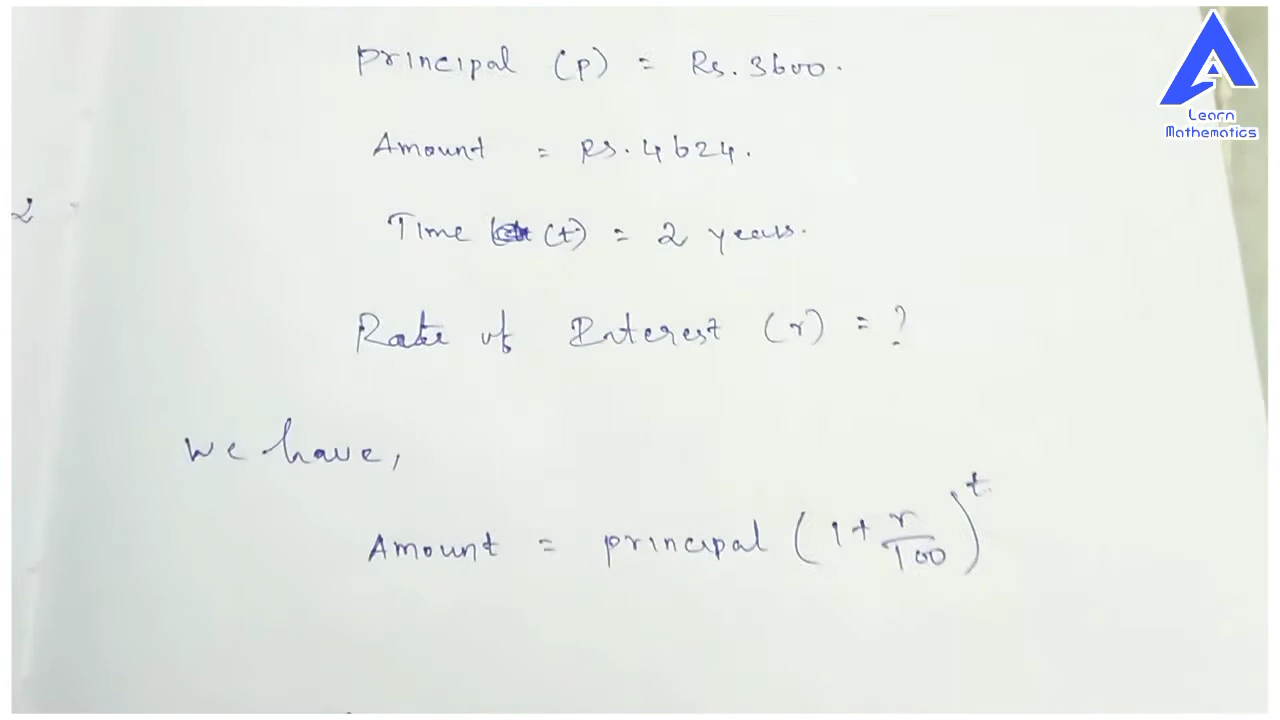 principal (p) = Rs. 3600.
Amount = Rs. 4624.
2
Time (t) = 2 years.
Rate of Interest (r) = ?
We have,
Amount = principal (1 + r/100)^t
Learn
Mathematics